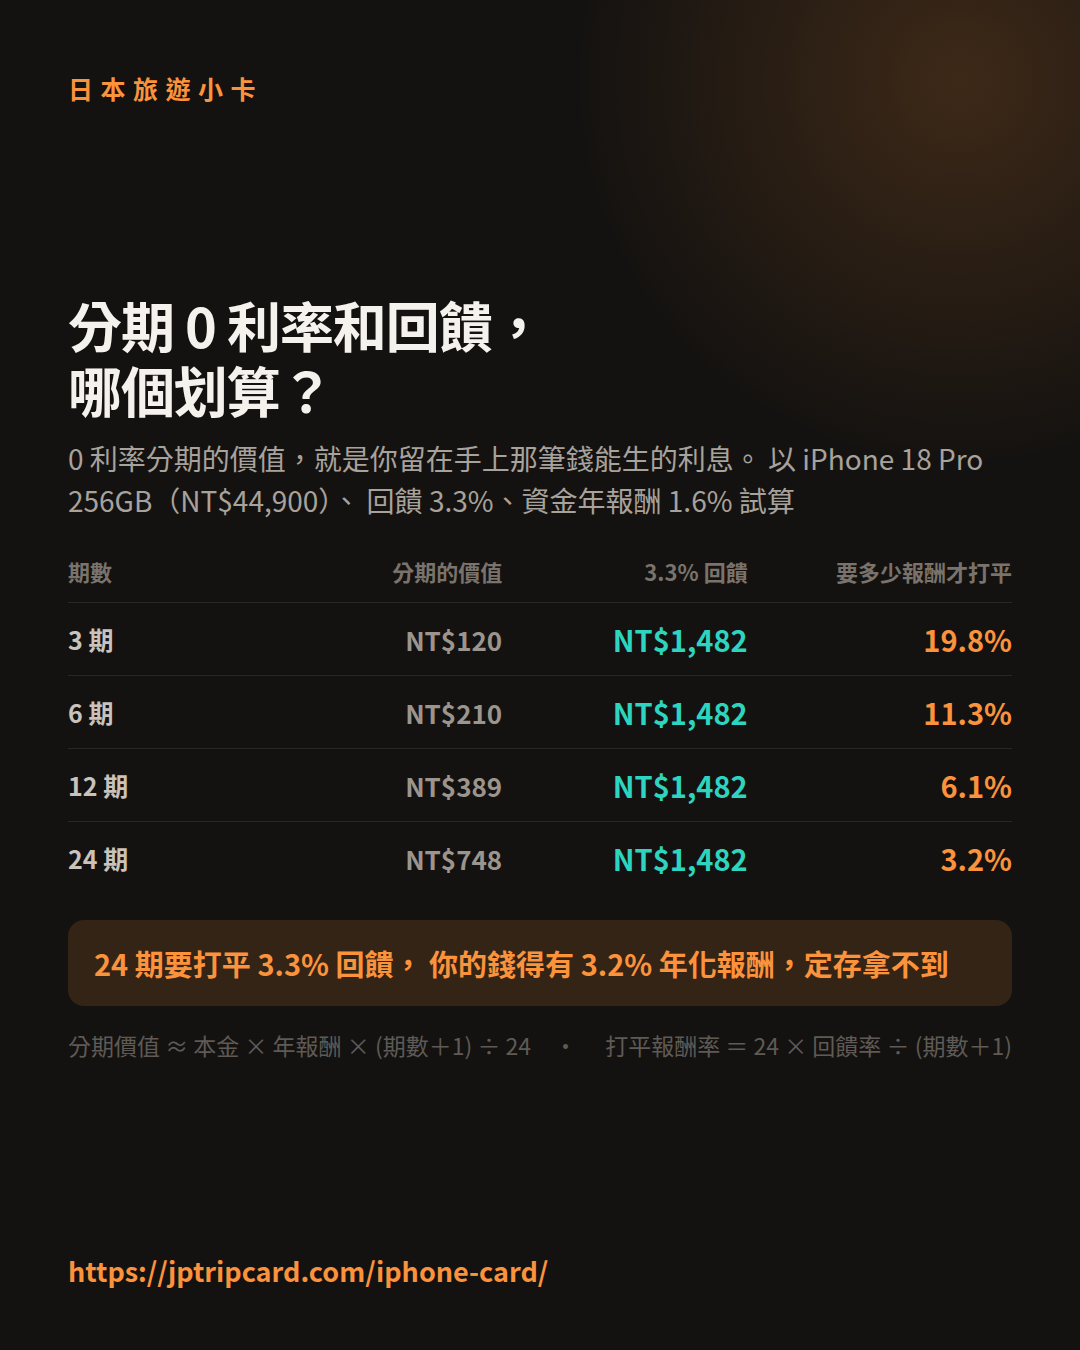 日本旅遊小卡
分期 0 利率和回饋，
哪個划算？
0 利率分期的價值，就是你留在手上那筆錢能生的利息。 以 iPhone 18 Pro
256GB（NT$44,900）、 回饋 3.3%、資金年報酬 1.6% 試算
期數 分期的價值 3.3% 回饋 要多少報酬才打平
3 期 NT$120 NT$1,482 19.8%
6 期 NT$210 NT$1,482 11.3%
12 期 NT$389 NT$1,482 6.1%
24 期 NT$748 NT$1,482 3.2%
24 期要打平 3.3% 回饋， 你的錢得有 3.2% 年化報酬，定存拿不到
分期價值 ≈ 本金 × 年報酬 × (期數＋1) ÷ 24 ・ 打平報酬率 ＝ 24 × 回饋率 ÷ (期數＋1)
https://jptripcard.com/iphone-card/